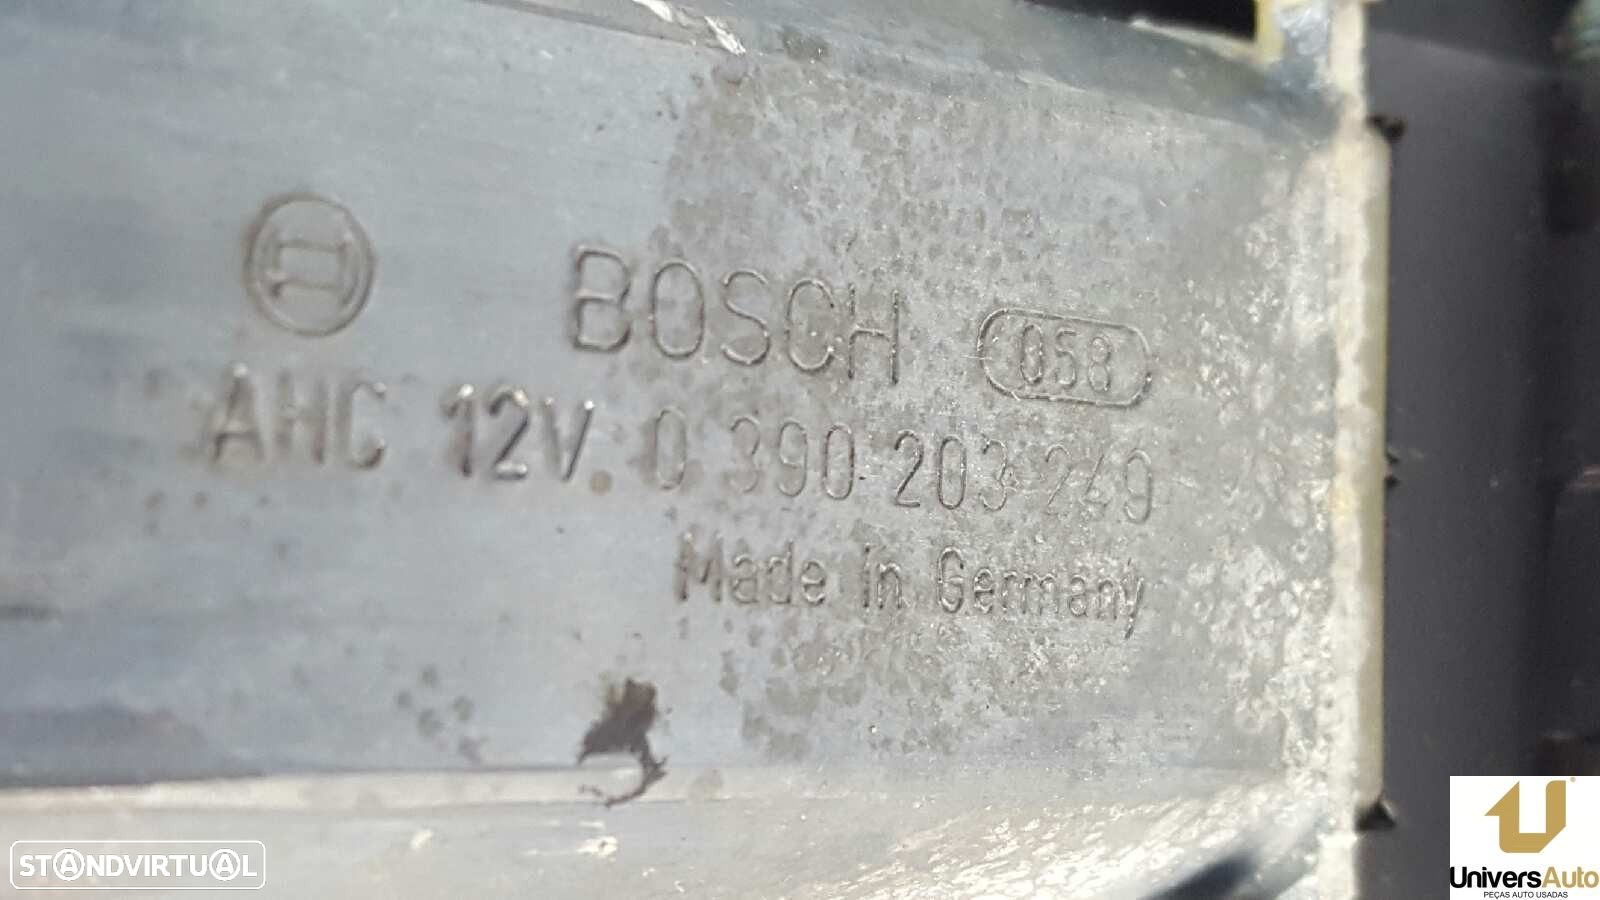 BOSCH 058
AHC 12V. 0 390 203 249
Made in Germany
STANDVIRTUAL
UniversAuto
PEÇAS AUTO USADAS